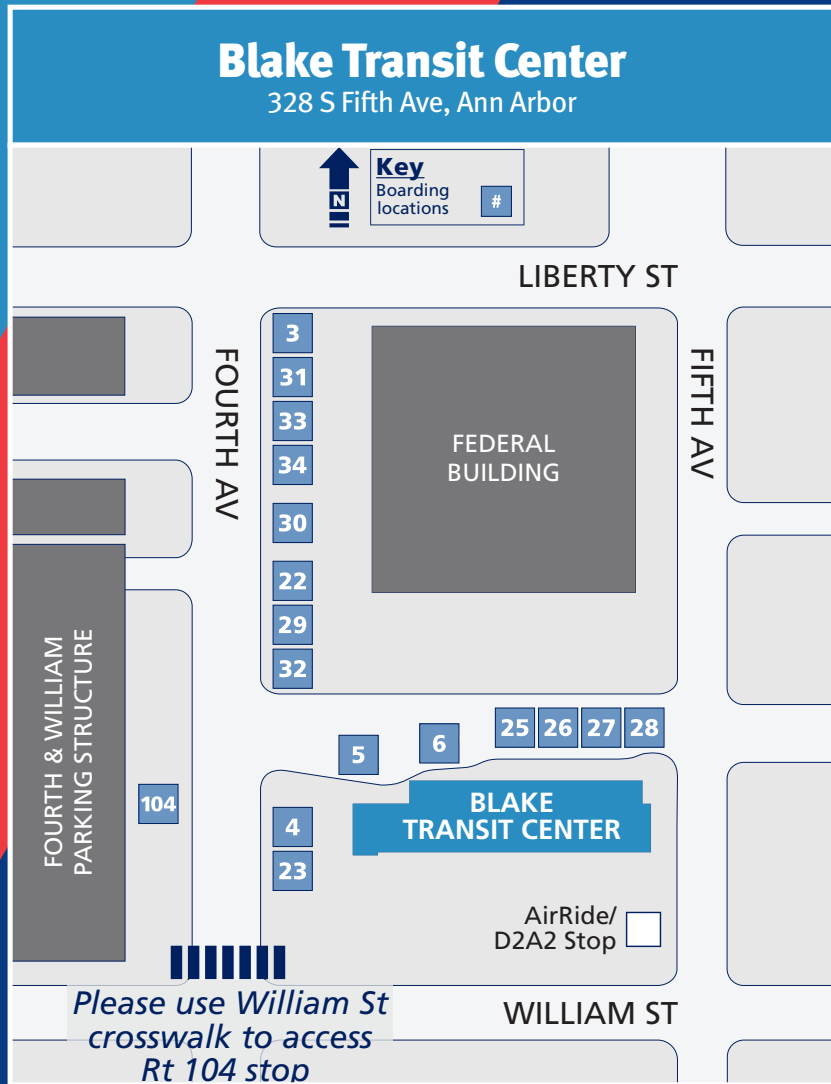 Blake Transit Center
328 S Fifth Ave, Ann Arbor
N
Key
Boarding
locations
#
LIBERTY ST
FOURTH AV
FIFTH AV
3
31
33
34
30
22
29
32
FEDERAL
BUILDING
FOURTH & WILLIAM
PARKING STRUCTURE
104
5
6
25
26
27
28
4
23
BLAKE
TRANSIT CENTER
AirRide/
D2A2 Stop
WILLIAM ST
Please use William St
crosswalk to access
Rt 104 stop